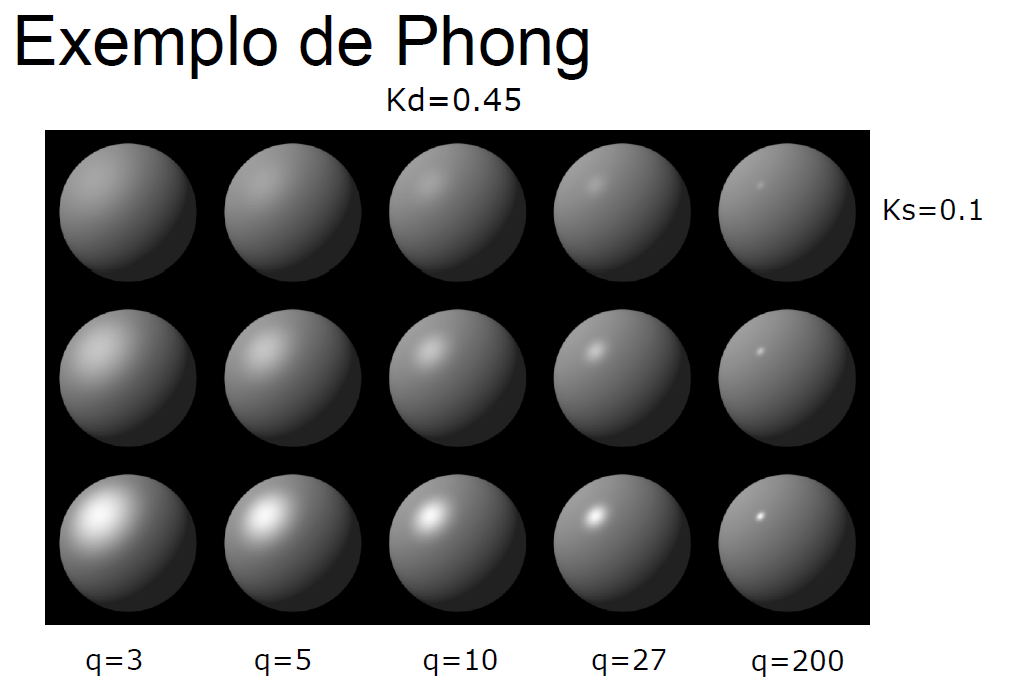 Exemplo de Phong
Kd=0.45
Ks=0.1
q=3 q=5 q=10 q=27 q=200